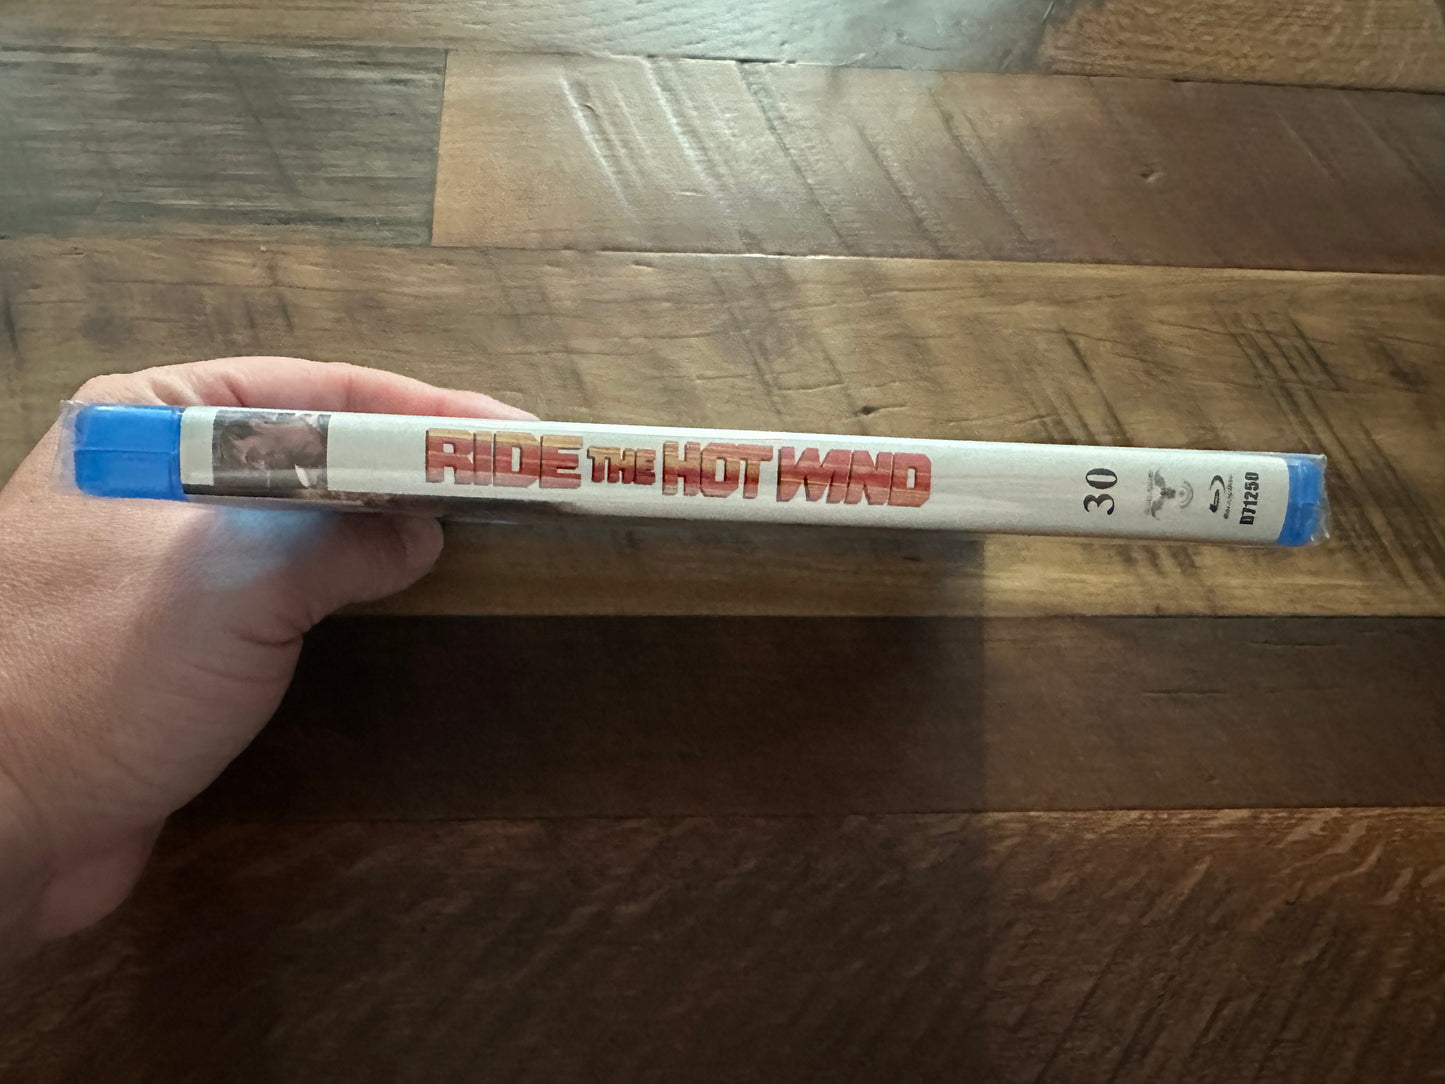 RIDE THE HOT WIND
30
D71250